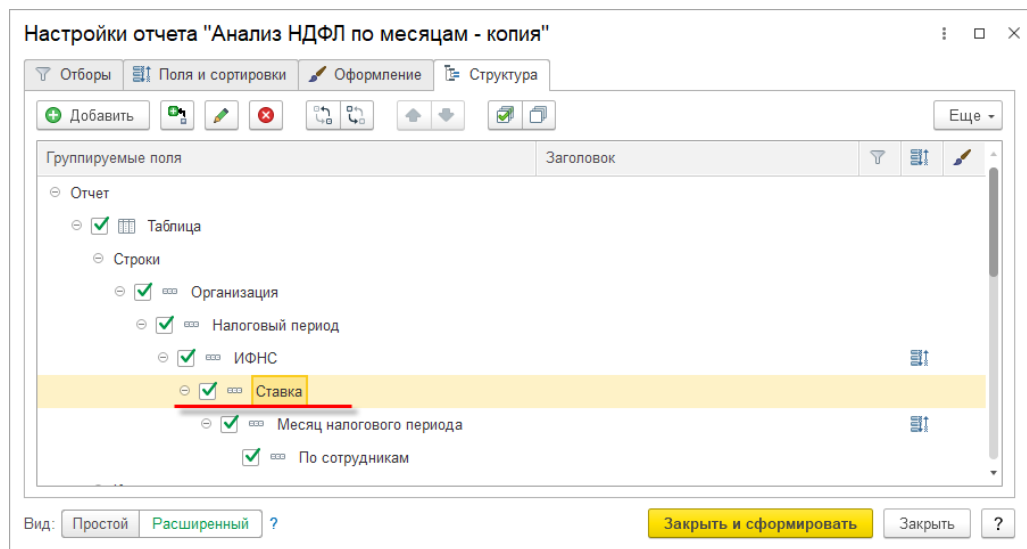 Настройки отчета "Анализ НДФЛ по месяцам - копия"
Отборы Поля и сортировки Оформление Структура
Добавить Еще
Группируемые поля Заголовок
Отчет
Таблица
Строки
Организация
Налоговый период
ИФНС
Ставка
Месяц налогового периода
По сотрудникам
Вид: Простой Расширенный ? Закрыть и сформировать Закрыть ?